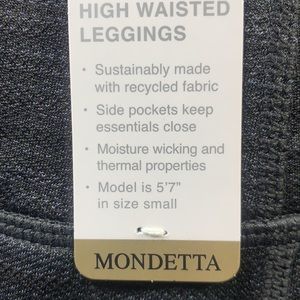 HIGH WAISTED
LEGGINGS
• Sustainably made
with recycled fabric
• Side pockets keep
essentials close
• Moisture wicking and
thermal properties
• Model is 5'7"
in size small
MONDETTA